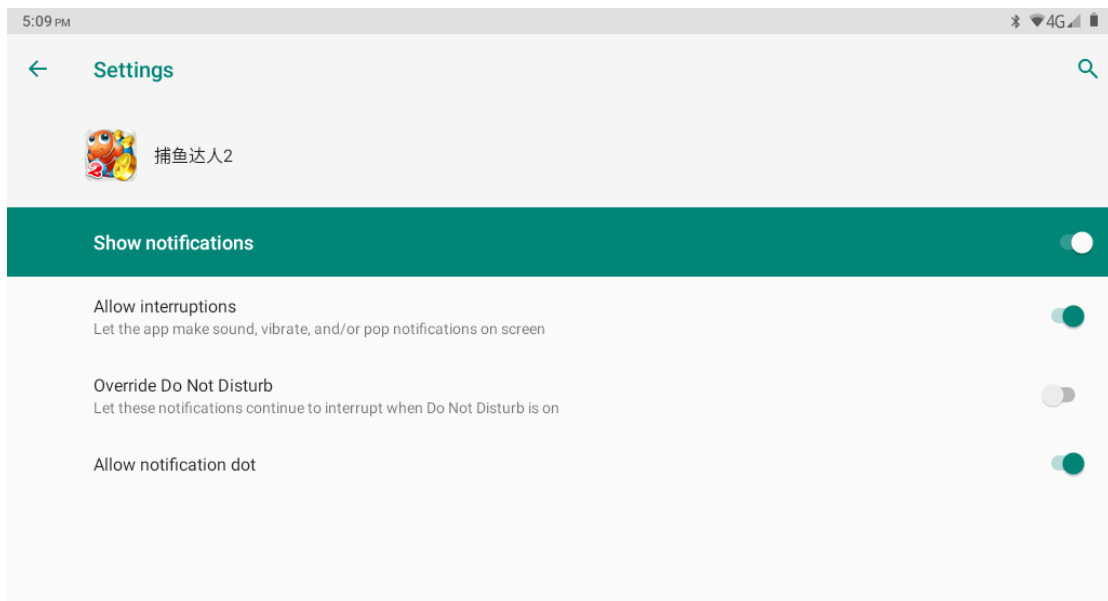 5:09 PM
4G
Settings
2
捕鱼达人2
Show notifications
Allow interruptions
Let the app make sound, vibrate, and/or pop notifications on screen
Override Do Not Disturb
Let these notifications continue to interrupt when Do Not Disturb is on
Allow notification dot